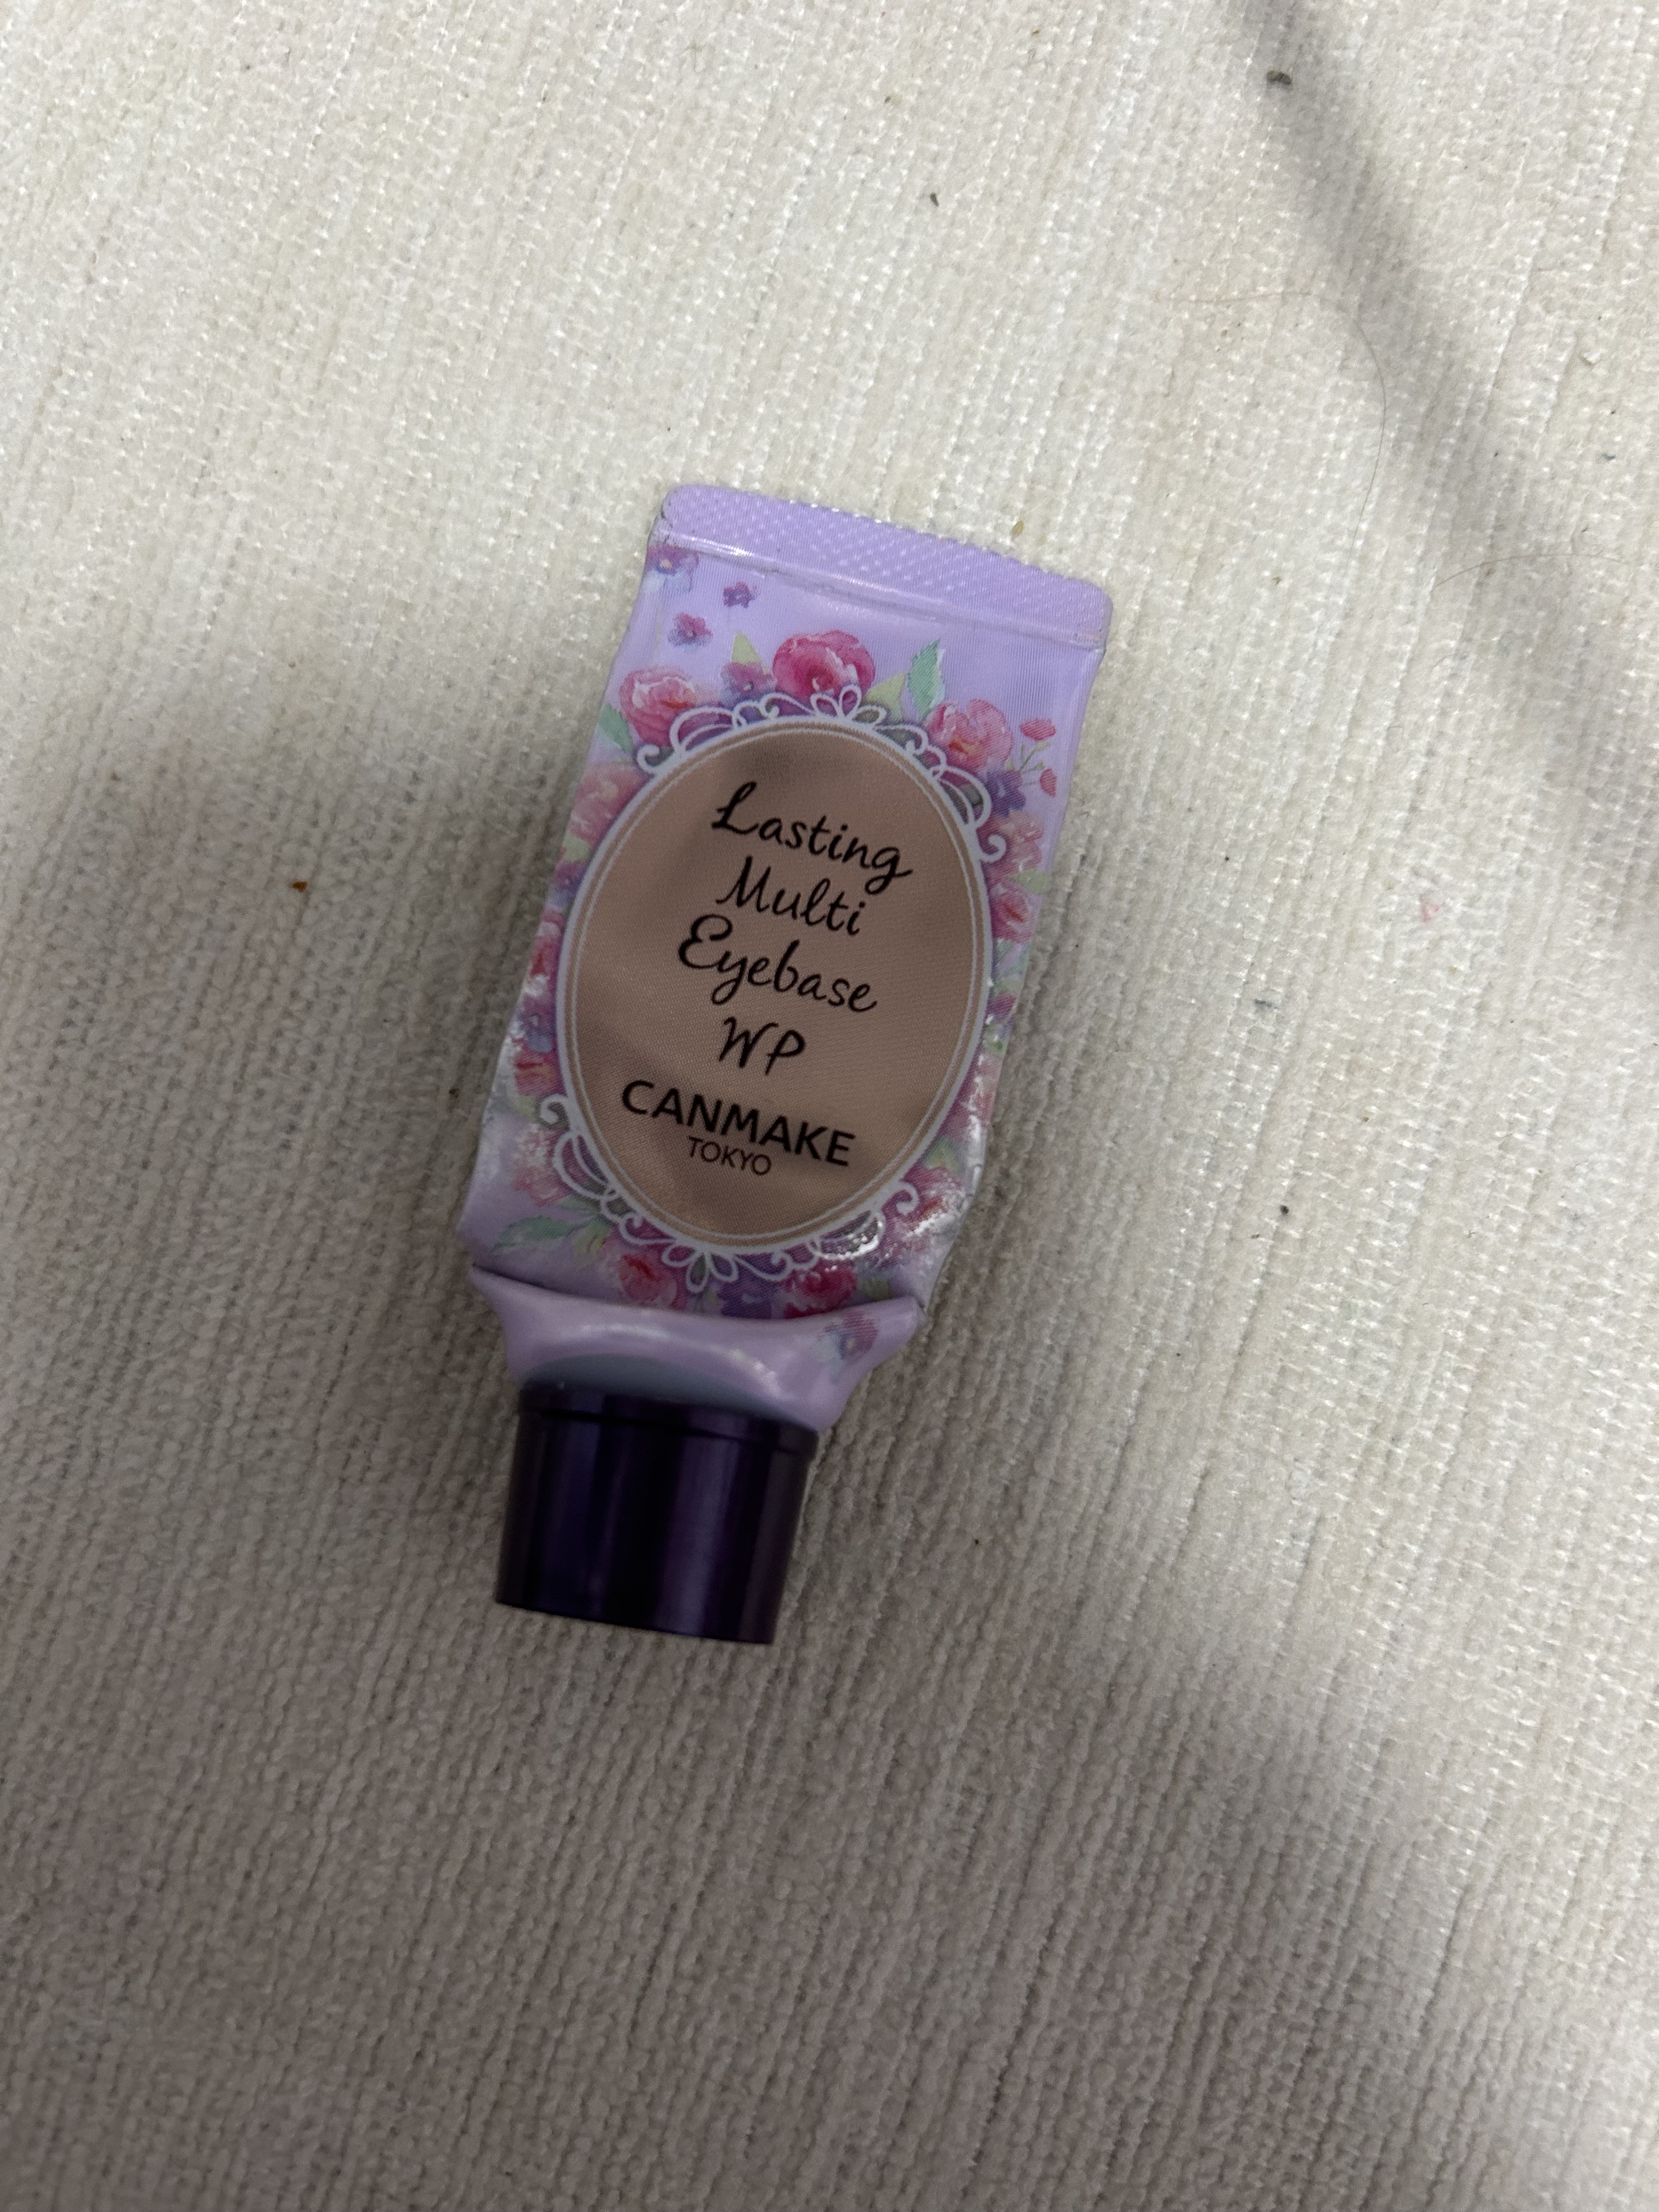 Lasting
Multi
Eyebase
WP
CANMAKE
TOKYO